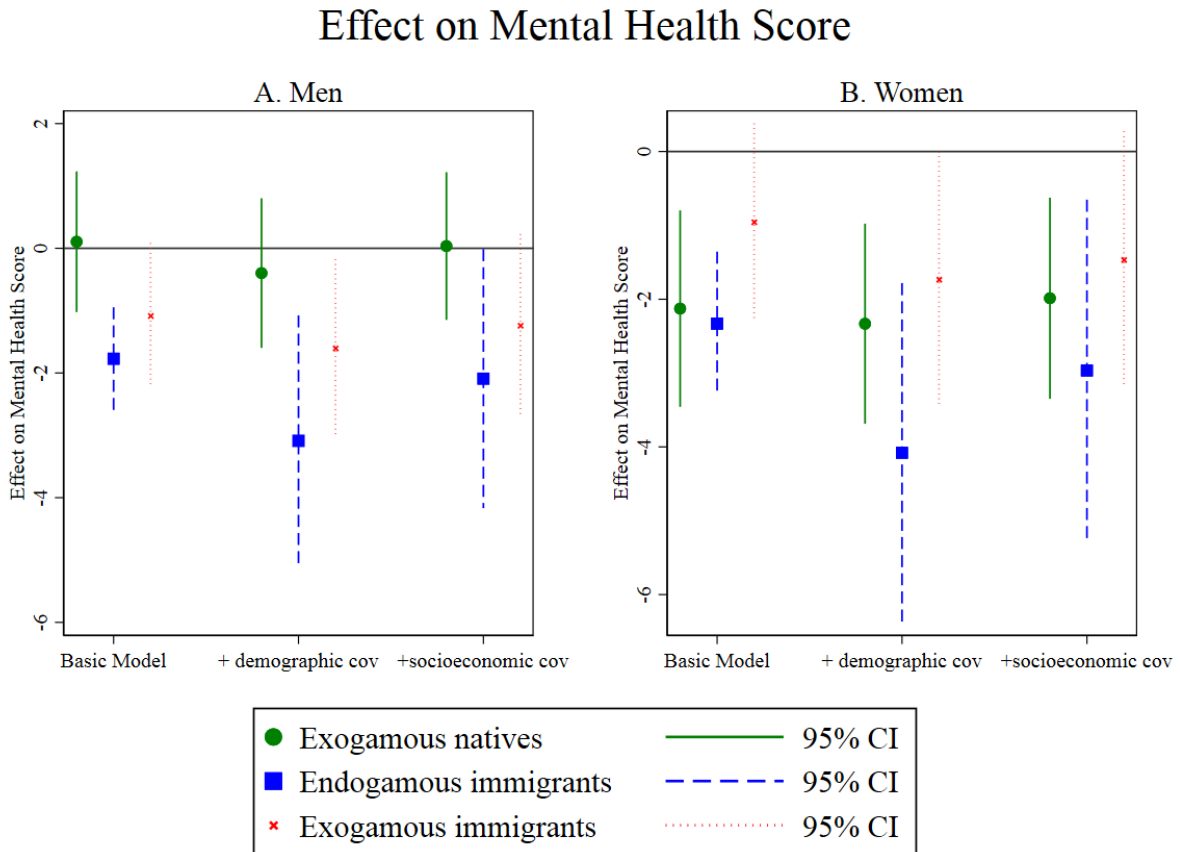 Effect on Mental Health Score
A. Men
Effect on Mental Health Score
2
0
-2
-4
-6
Basic Model
+ demographic cov
+socioeconomic cov
B. Women
Effect on Mental Health Score
0
-2
-4
-6
Basic Model
+ demographic cov
+socioeconomic cov
Exogamous natives 95% CI
Endogamous immigrants 95% CI
Exogamous immigrants 95% CI